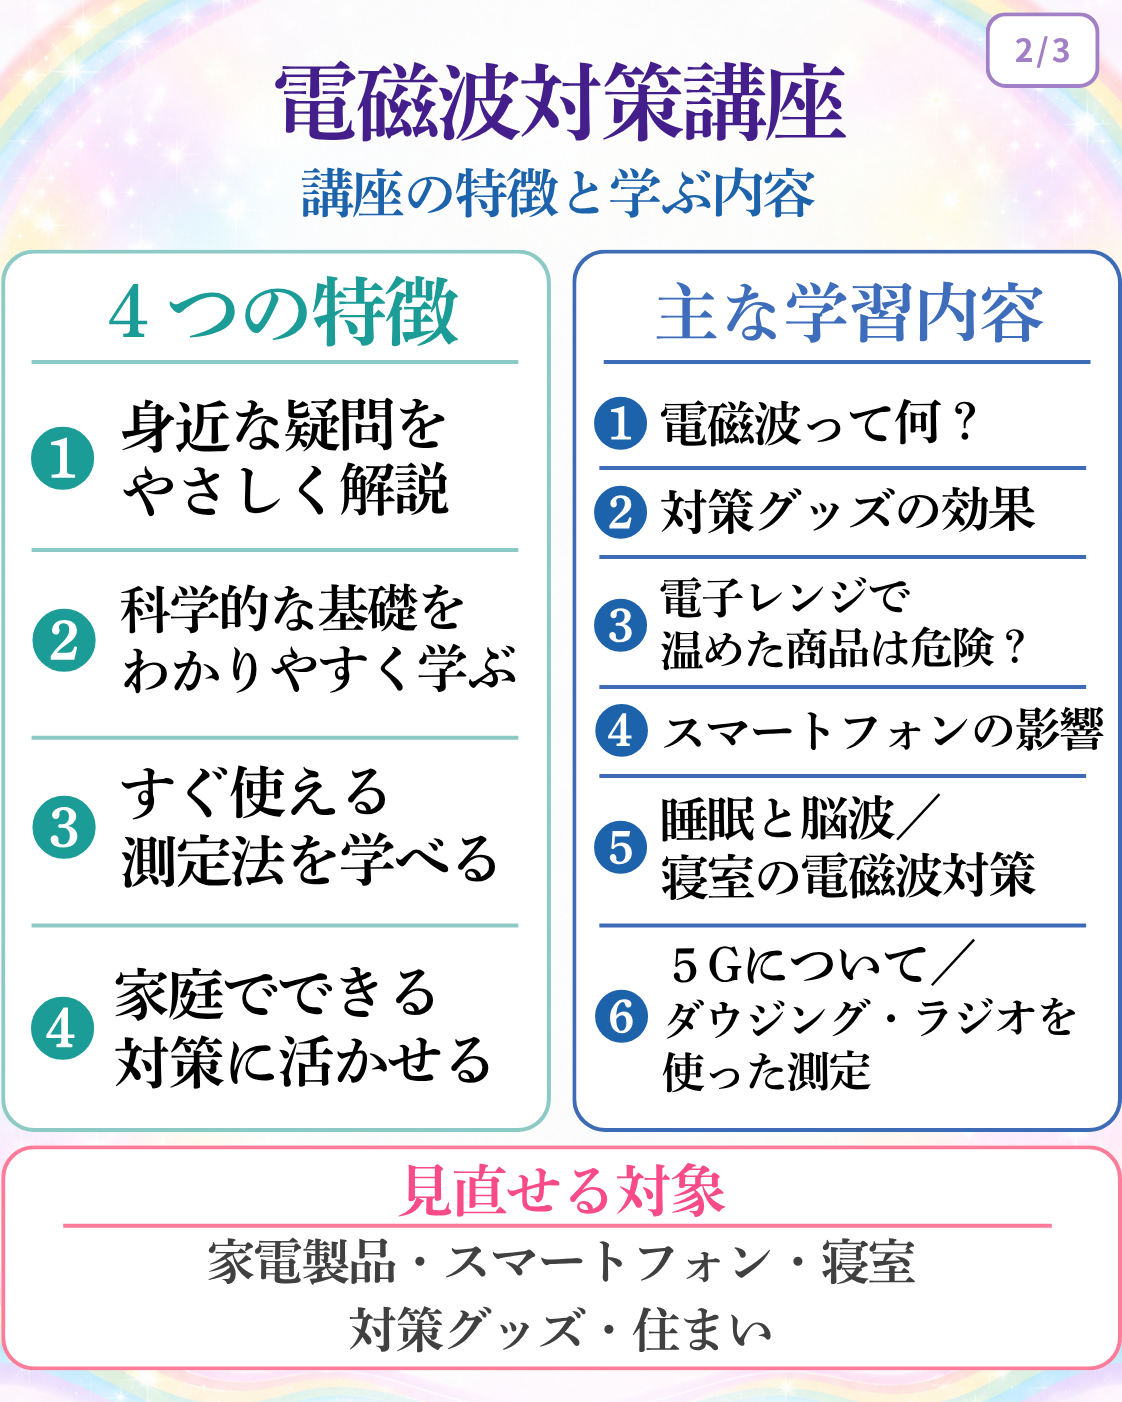 2/3
電磁波対策講座
講座の特徴と学ぶ内容
4つの特徴
1 身近な疑問を
やさしく解説
2 科学的な基礎を
わかりやすく学ぶ
3 すぐ使える
測定法を学べる
4 家庭でできる
対策に活かせる
主な学習内容
1 電磁波って何？
2 対策グッズの効果
3 電子レンジで
温めた商品は危険？
4 スマートフォンの影響
5 睡眠と脳波／
寝室の電磁波対策
6 ５Gについて／
ダウジング・ラジオを
使った測定
見直せる対象
家電製品・スマートフォン・寝室
対策グッズ・住まい